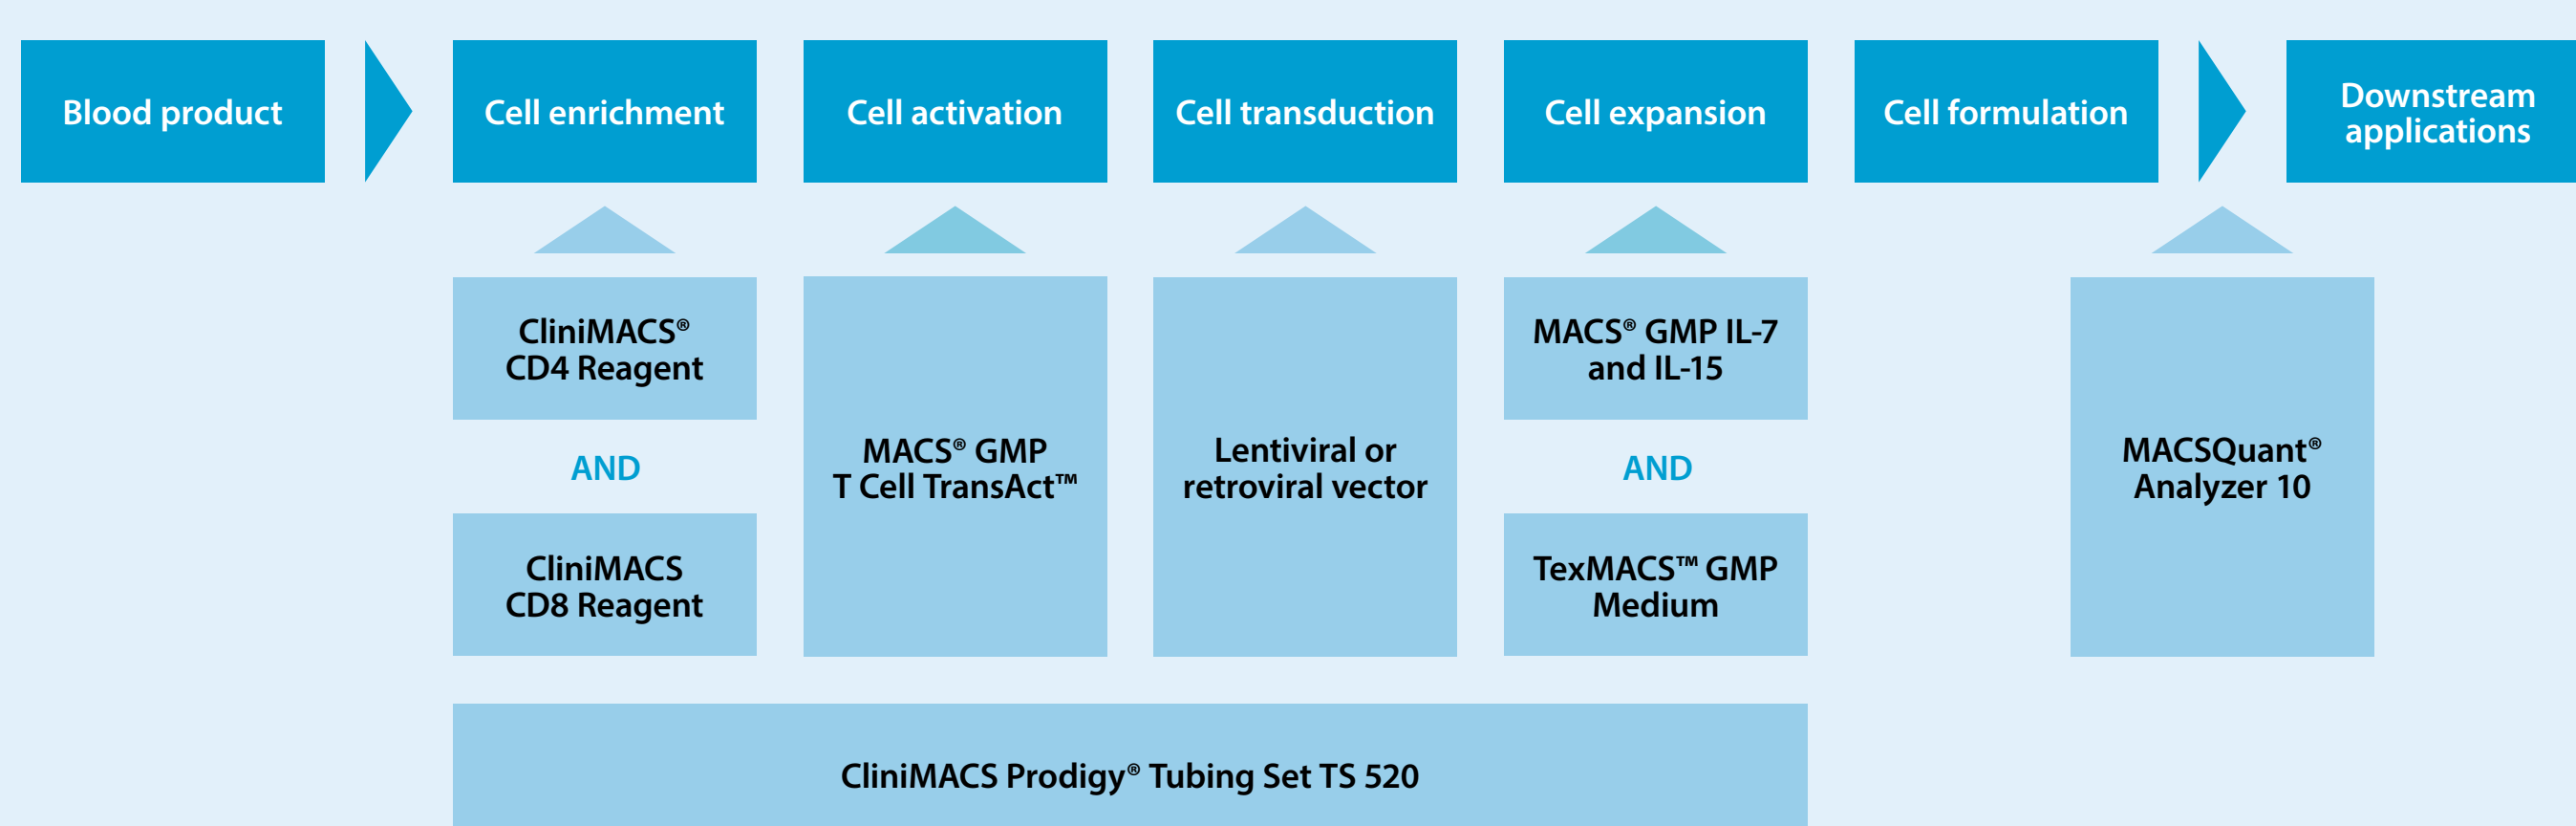 Blood product
Cell enrichment
Cell activation
Cell transduction
Cell expansion
Cell formulation
Downstream
applications
CliniMACS®
CD4 Reagent
AND
CliniMACS
CD8 Reagent
MACS® GMP
T Cell TransAct™
Lentiviral or
retroviral vector
MACS® GMP IL-7
and IL-15
AND
TexMACS™ GMP
Medium
MACSQuant®
Analyzer 10
CliniMACS Prodigy® Tubing Set TS 520